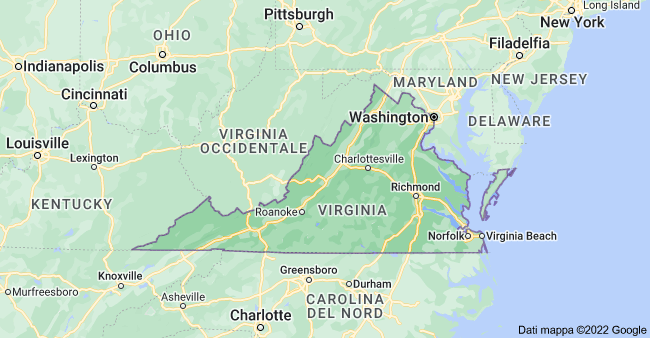 Long Island
Pittsburgh
New York
OHIO
Filadelfia
Indianapolis
Columbus
MARYLAND
NEW JERSEY
Cincinnati
Washington
DELAWARE
VIRGINIA
OCCIDENTALE
Louisville
Lexington
Charlottesville
Richmond
KENTUCKY
Roanoke
VIRGINIA
Norfolk
Virginia Beach
Knoxville
Greensboro
Durham
Murfreesboro
Asheville
CAROLINA
DEL NORD
Charlotte
Dati mappa ©2022 Google